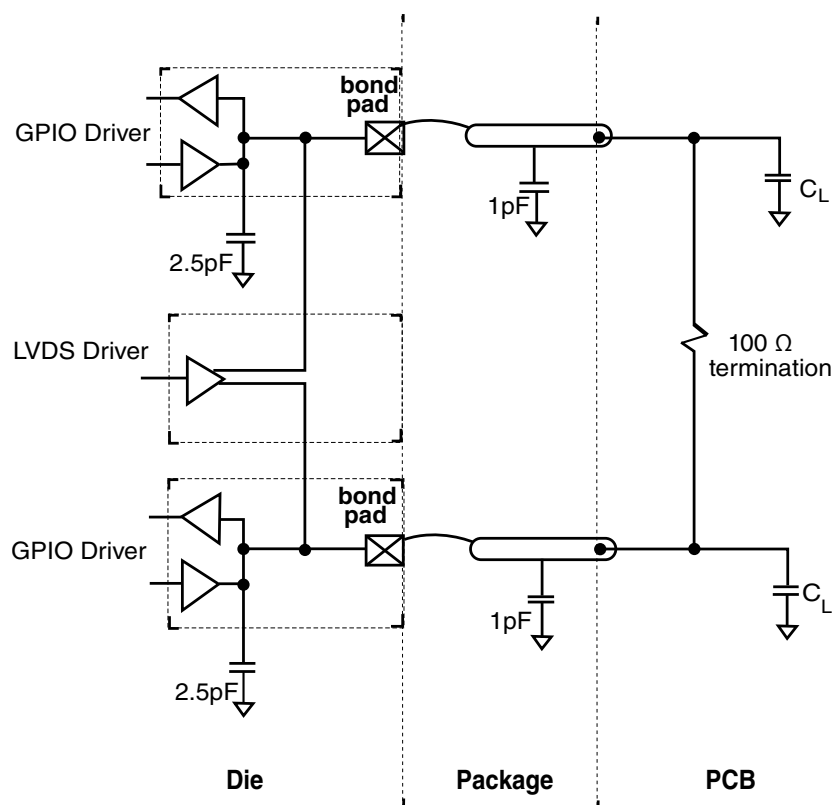 bond
pad
GPIO Driver
1pF
C_L
2.5pF
LVDS Driver
100 Ω
termination
bond
pad
GPIO Driver
1pF
C_L
2.5pF
Die
Package
PCB